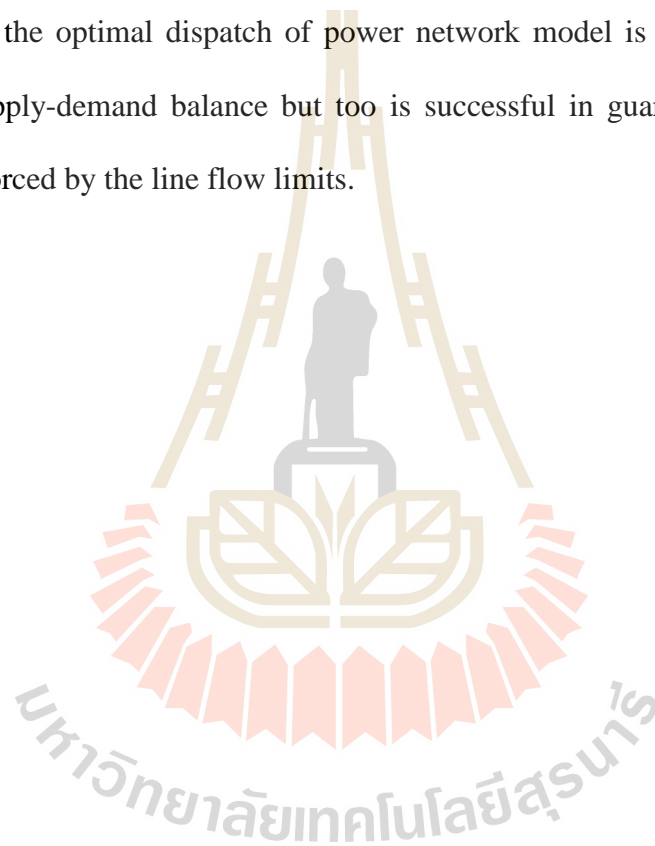 the optimal dispatch of power network model is
pply-demand balance but too is successful in guar
orced by the line flow limits.
มหาวิทยาลัยเทคโนโลยีสุรนารี